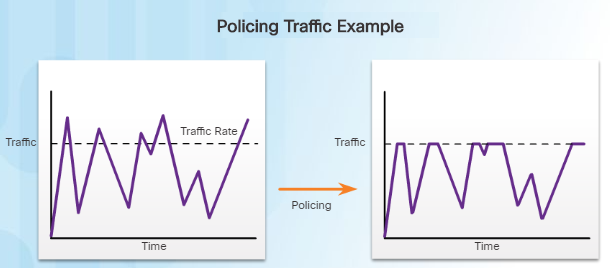 Policing Traffic Example
Traffic
Traffic Rate
Time
Policing
Traffic
Time